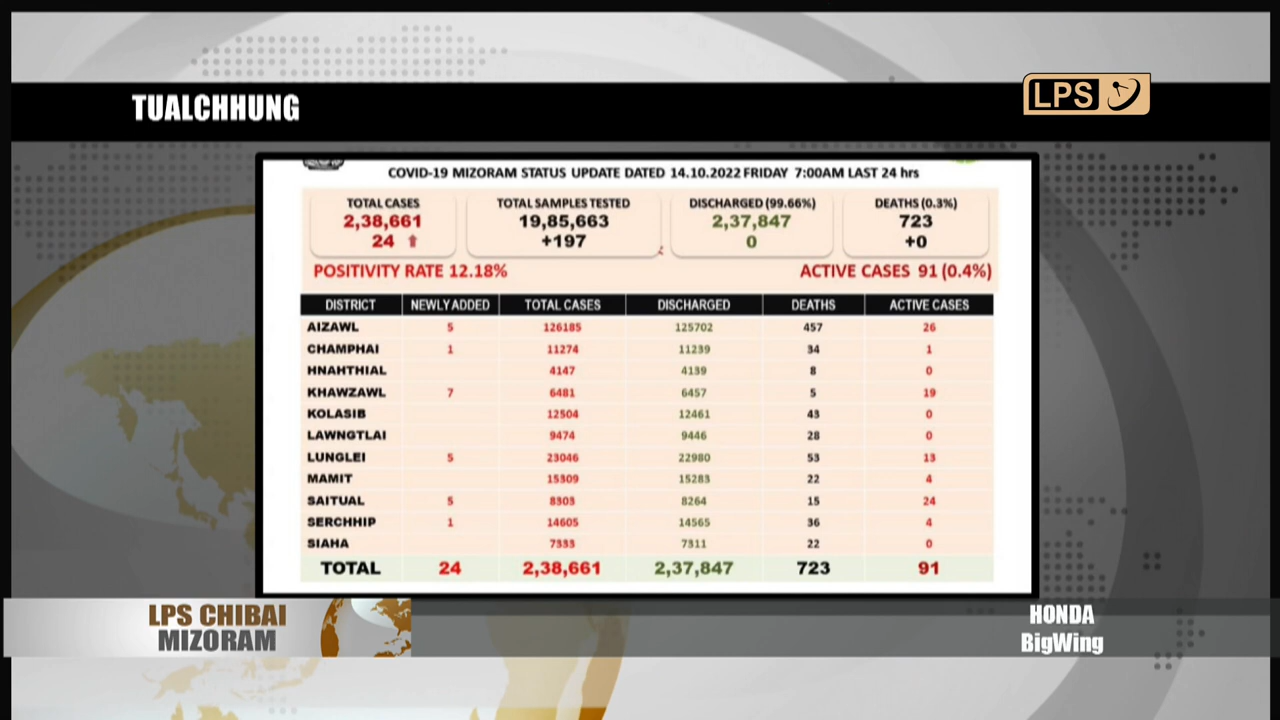 TUALCHHUNG
LPS
COVID-19 MIZORAM STATUS UPDATE DATED 14.10.2022 FRIDAY 7:00AM LAST 24 hrs
TOTAL CASES TOTAL SAMPLES TESTED DISCHARGED (99.66%) DEATHS (0.3%)
2,38,661 19,85,663 2,37,847 723
24 +197 0 +0
POSITIVITY RATE 12.18% ACTIVE CASES 91 (0.4%)
DISTRICT NEWLY ADDED TOTAL CASES DISCHARGED DEATHS ACTIVE CASES
AIZAWL 5 126185 125702 457 26
CHAMPHAI 1 11274 11239 34 1
HNAHTHIAL 4147 4139 8 0
KHAWZAWL 7 6481 6457 5 19
KOLASIB 12504 12461 43 0
LAWNGTLAI 9474 9446 28 0
LUNGLEI 5 23046 22980 53 13
MAMIT 15309 15283 22 4
SAITUAL 5 8303 8264 15 24
SERCHHIP 1 14605 14565 36 4
SIAHA 7333 7311 22 0
TOTAL 24 2,38,661 2,37,847 723 91
LPS CHIBAI
MIZORAM
HONDA
BigWing